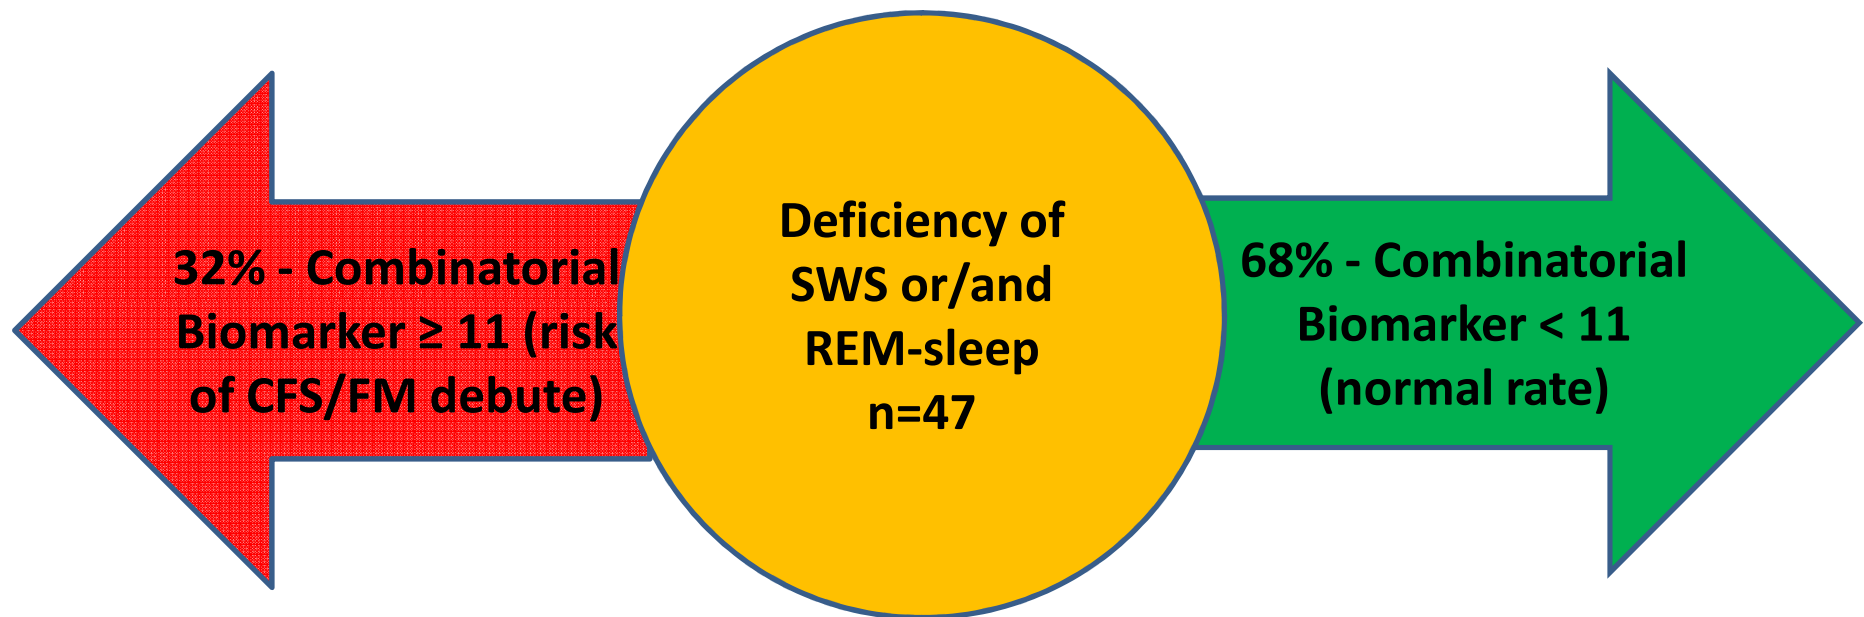 32% - Combinatorial
Biomarker ≥ 11 (risk
of CFS/FM debute)
Deficiency of
SWS or/and
REM-sleep
n=47
68% - Combinatorial
Biomarker < 11
(normal rate)